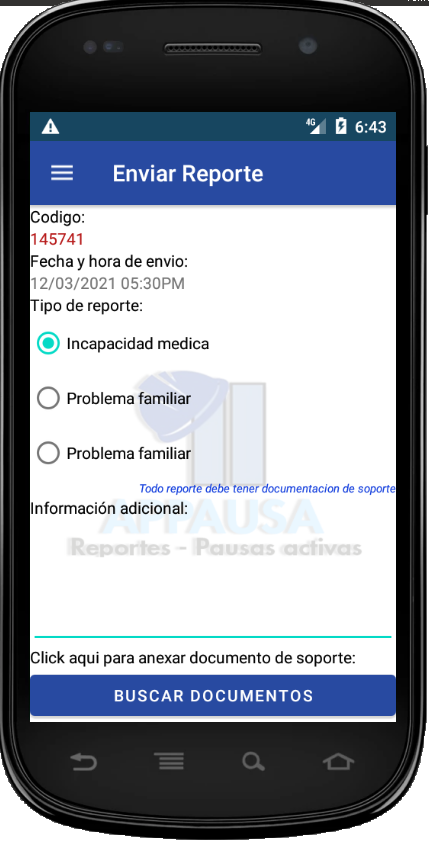 4G 6:43
Enviar Reporte
Codigo:
145741
Fecha y hora de envio:
12/03/2021 05:30PM
Tipo de reporte:
Incapacidad medica
Problema familiar
Problema familiar
Todo reporte debe tener documentacion de soporte
Información adicional:
APPAUSA
Reportes - Pausas activas
Click aqui para anexar documento de soporte:
BUSCAR DOCUMENTOS